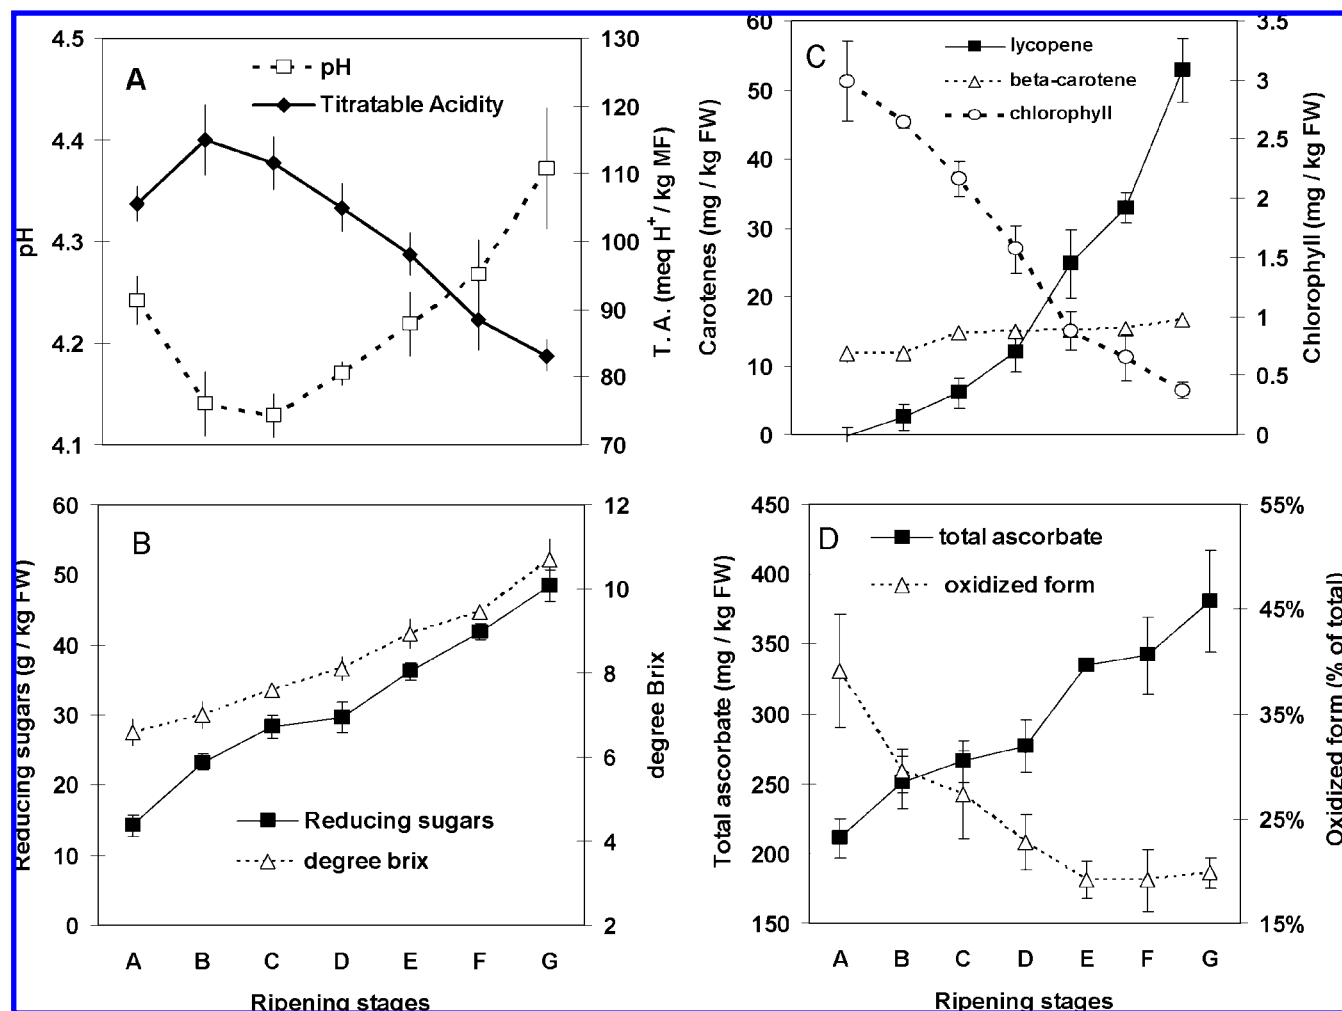 A
pH
Titratable Acidity
4.5
4.4
4.3
4.2
4.1
pH
130
120
110
100
90
80
70
T. A. (meq H+ / kg MF)
C
lycopene
beta-carotene
chlorophyll
60
50
40
30
20
10
0
Carotenes (mg / kg FW)
3.5
3
2.5
2
1.5
1
0.5
0
Chlorophyll (mg / kg FW)
B
Reducing sugars
degree brix
60
50
40
30
20
10
0
Reducing sugars (g / kg FW)
12
10
8
6
4
2
degree Brix
A B C D E F G
Ripening stages
D
total ascorbate
oxidized form
450
400
350
300
250
200
150
Total ascorbate (mg / kg FW)
55%
45%
35%
25%
15%
Oxidized form (% of total)
A B C D E F G
Ripening stages